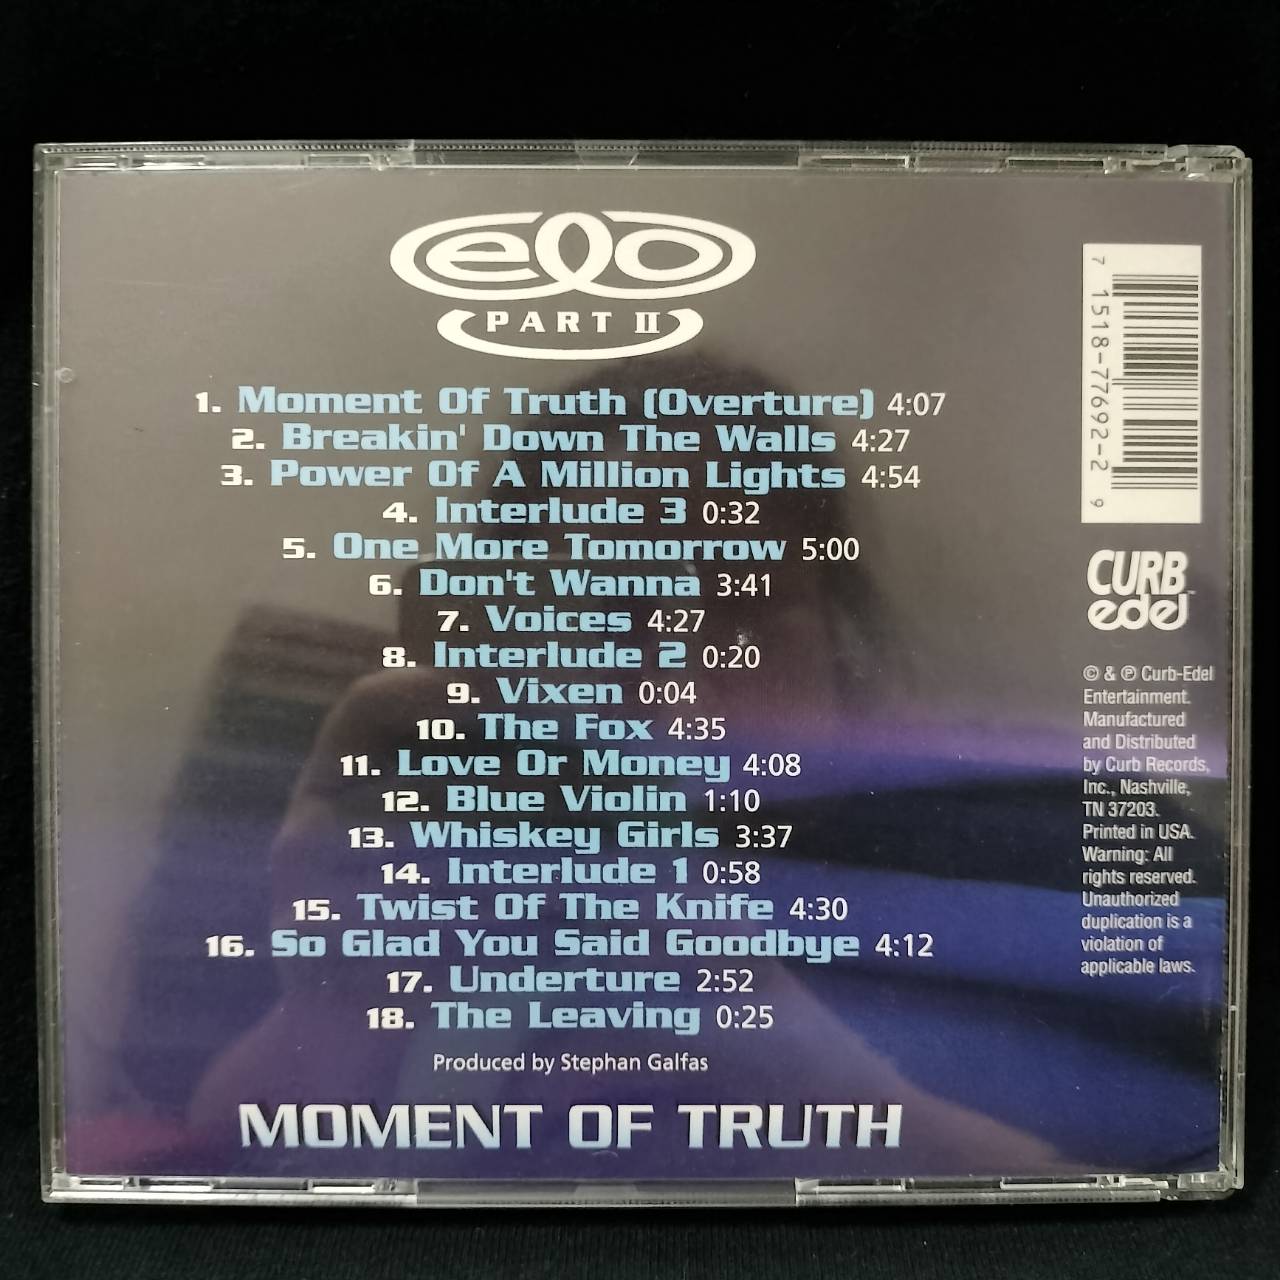 elo
PART II
1. Moment Of Truth (Overture) 4:07
2. Breakin' Down The Walls 4:27
3. Power Of A Million Lights 4:54
4. Interlude 3 0:32
5. One More Tomorrow 5:00
6. Don't Wanna 3:41
7. Voices 4:27
8. Interlude 2 0:20
9. Vixen 0:04
10. The Fox 4:35
11. Love Or Money 4:08
12. Blue Violin 1:10
13. Whiskey Girls 3:37
14. Interlude 1 0:58
15. Twist Of The Knife 4:30
16. So Glad You Said Goodbye 4:12
17. Underture 2:52
18. The Leaving 0:25
Produced by Stephan Galfas
MOMENT OF TRUTH
7 1518-77692-2 9
CURB™
edel
© & ℗ Curb-Edel
Entertainment.
Manufactured
and Distributed
by Curb Records,
Inc., Nashville,
TN 37203.
Printed in USA.
Warning: All
rights reserved.
Unauthorized
duplication is a
violation of
applicable laws.